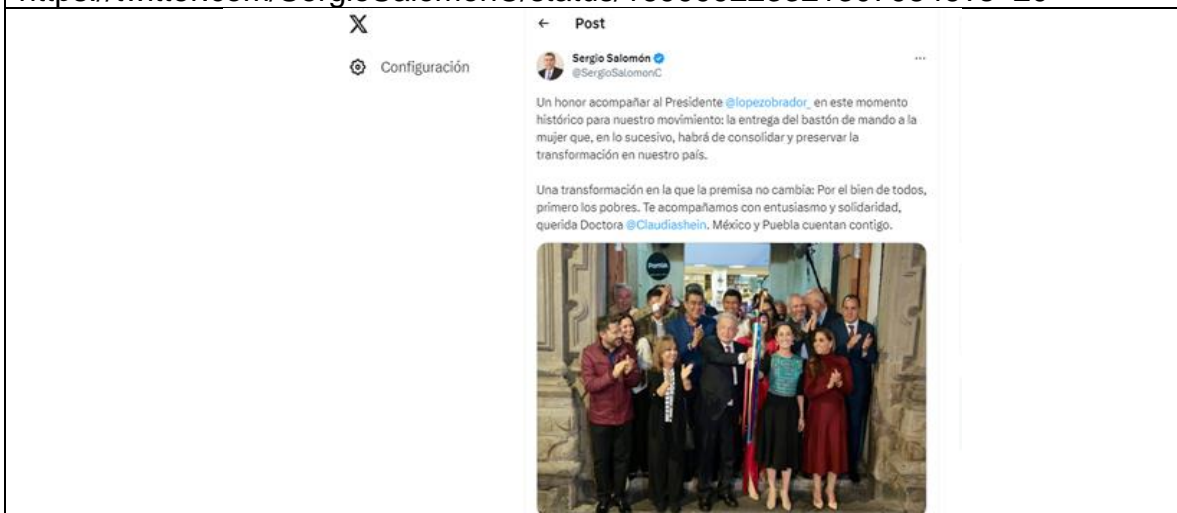 X
← Post
Sergio Salomón
@SergioSalomonC
...
Configuración
Un honor acompañar al Presidente @lopezobrador_ en este momento
histórico para nuestro movimiento: la entrega del bastón de mando a la
mujer que, en lo sucesivo, habrá de consolidar y preservar la
transformación en nuestro país.
Una transformación en la que la premisa no cambia: Por el bien de todos,
primero los pobres. Te acompañamos con entusiasmo y solidaridad,
querida Doctora @Claudiashein. México y Puebla cuentan contigo.
Porrúa